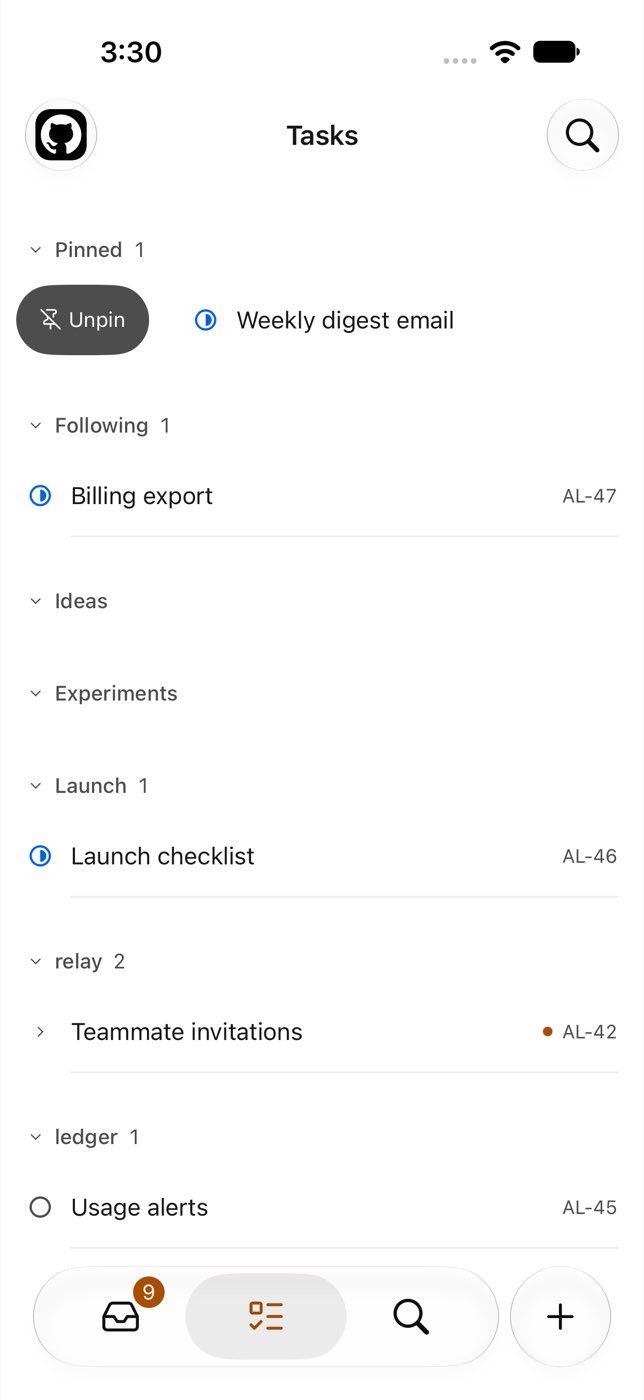 3:30
Tasks
Pinned 1
Unpin
Weekly digest email
Following 1
Billing export AL-47
Ideas
Experiments
Launch 1
Launch checklist AL-46
relay 2
Teammate invitations AL-42
ledger 1
Usage alerts AL-45
9